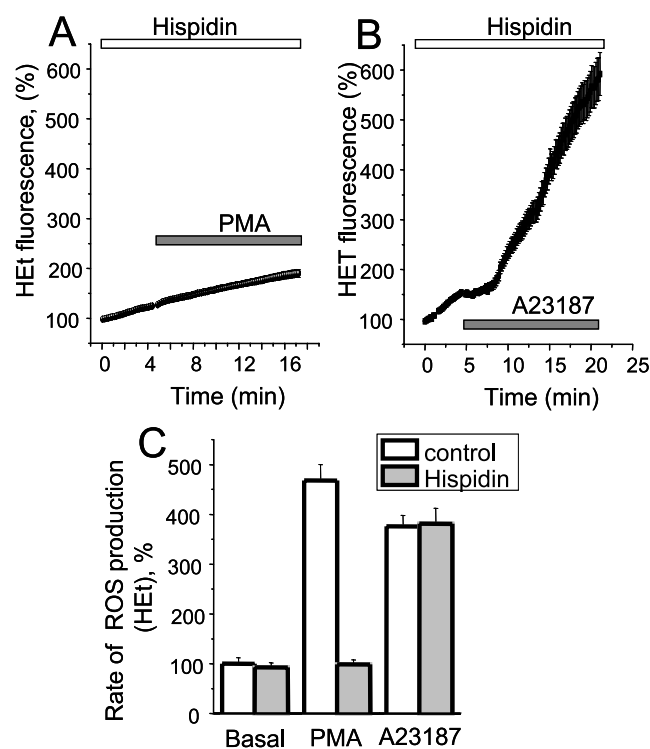 A
Hispidin
600
500
400
300
200
100
HEt fluorescence, (%)
PMA
0 4 8 12 16
Time (min)
B
Hispidin
600
500
400
300
200
100
HET fluorescence (%)
A23187
0 5 10 15 20 25
Time (min)
C
control
Hispidin
500
400
300
200
100
0
Rate of ROS production
(HEt), %
Basal PMA A23187